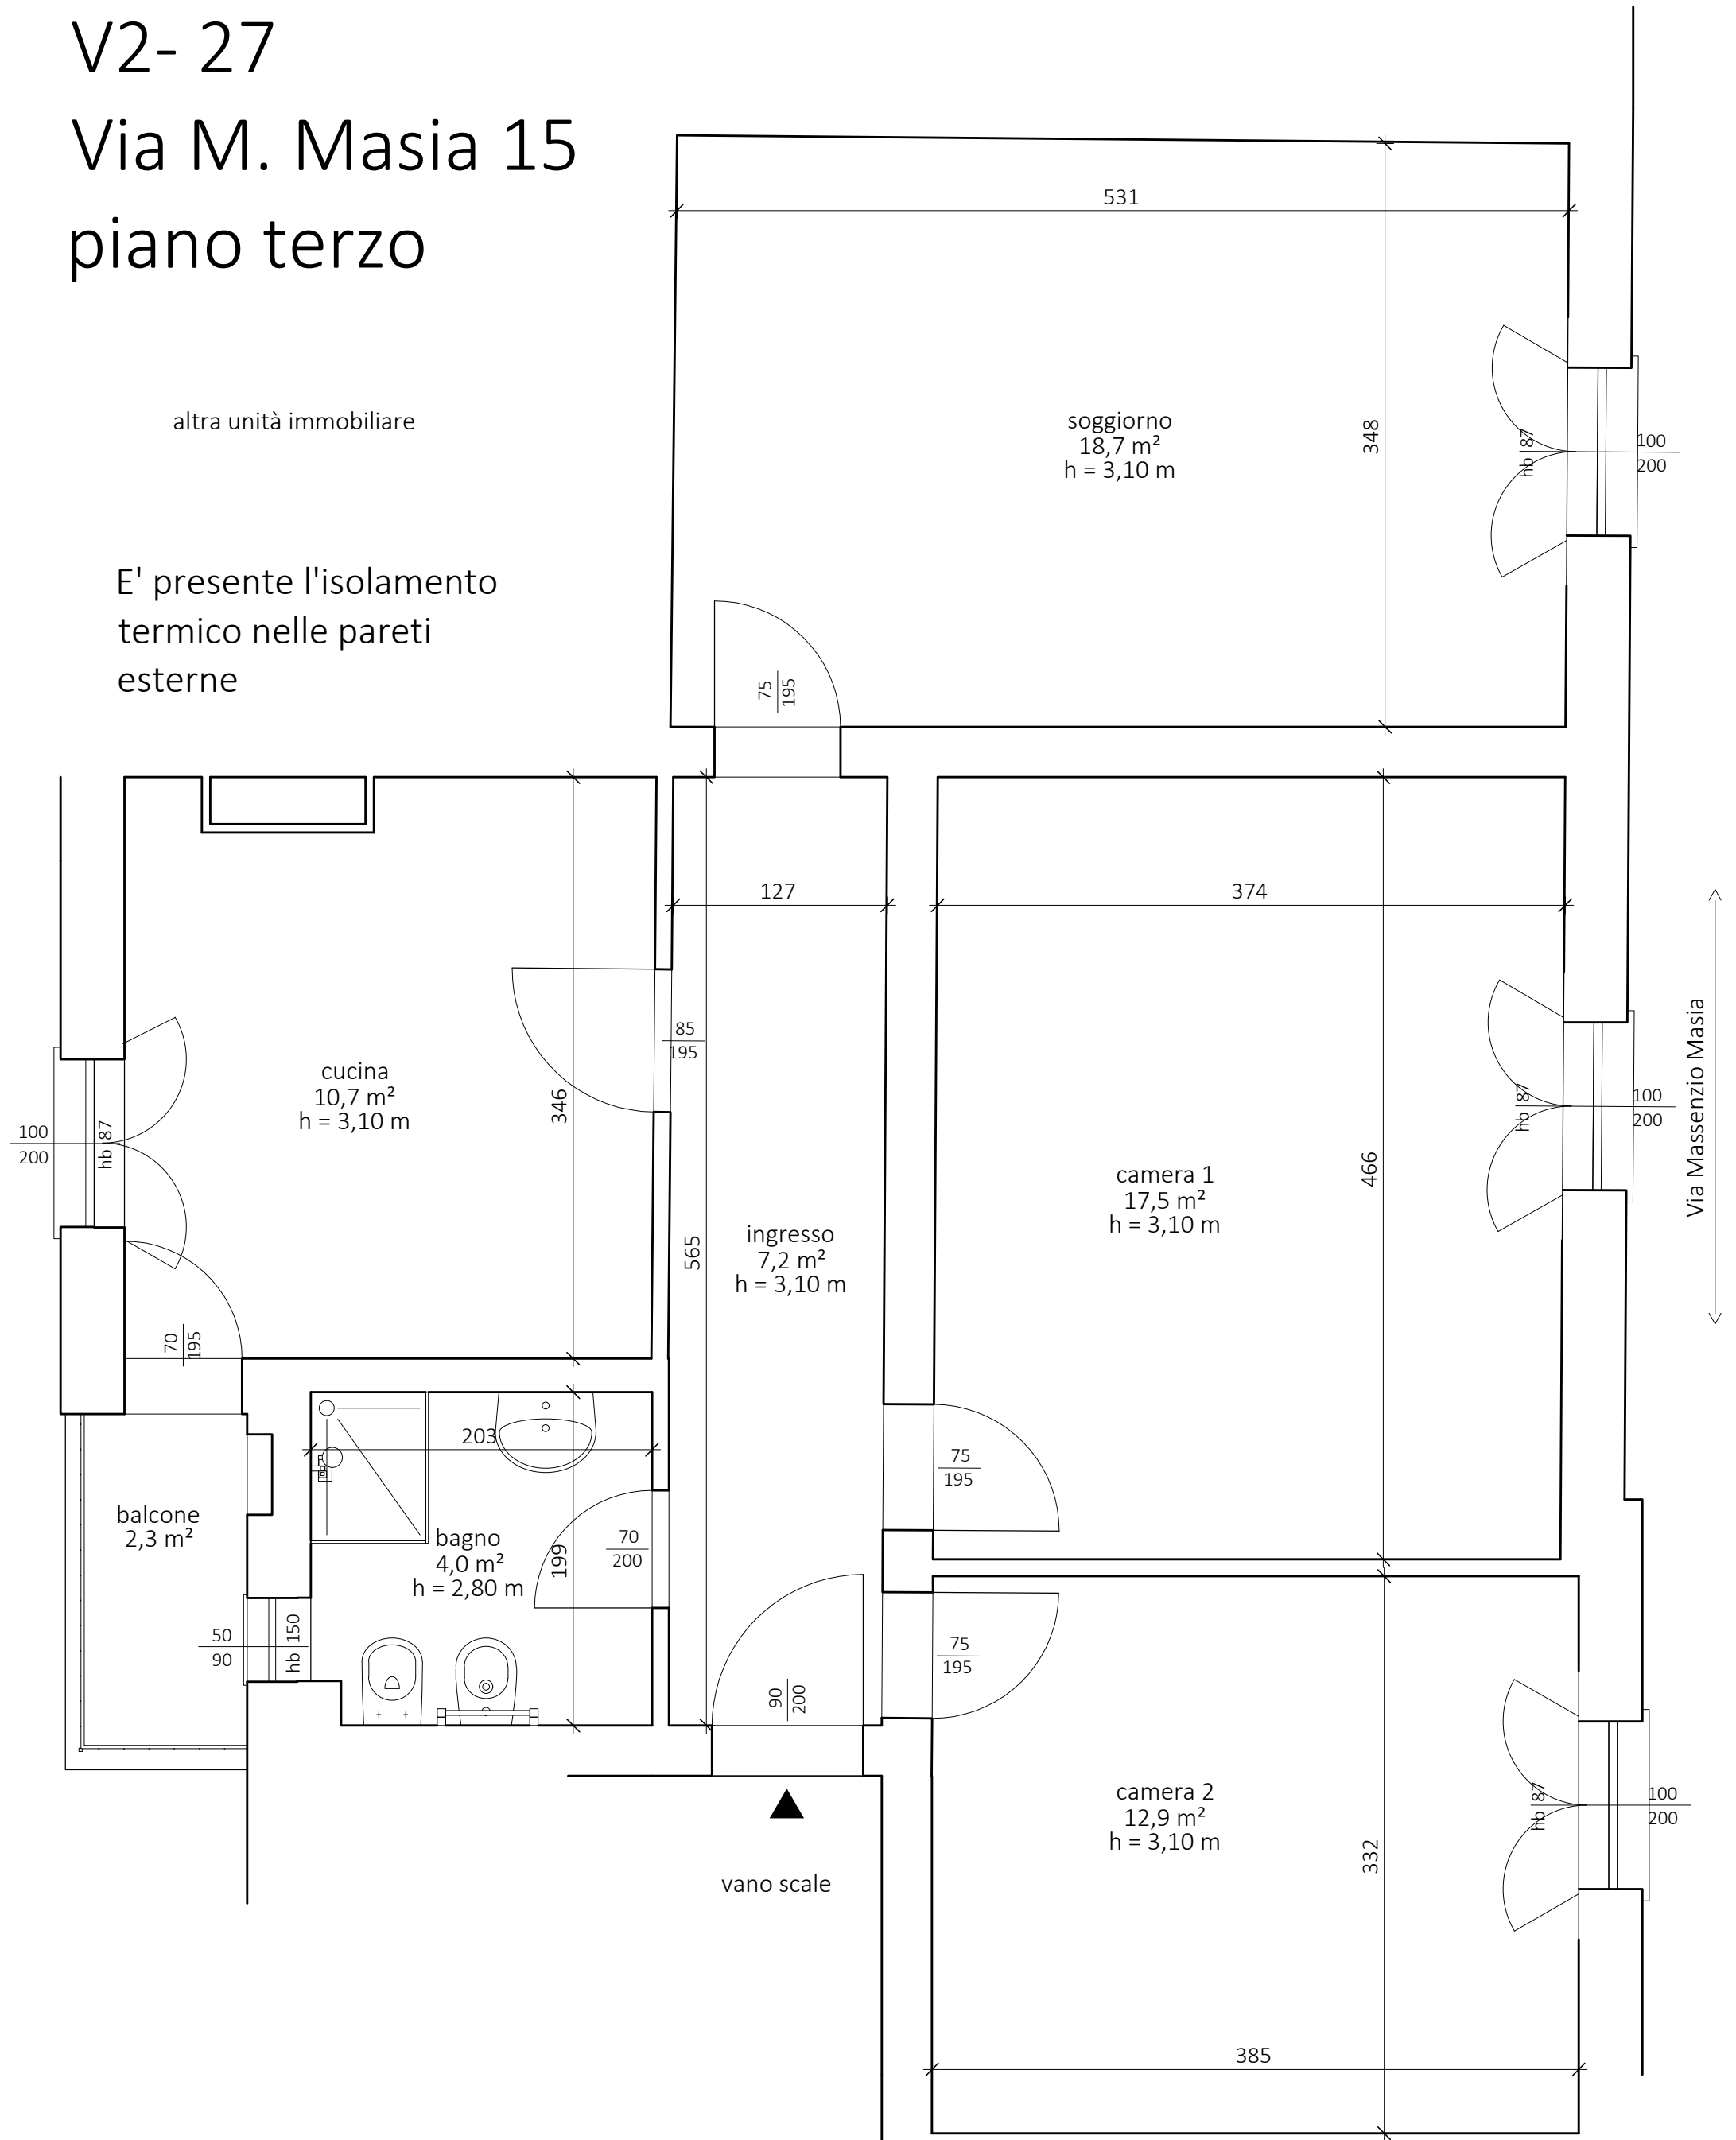 V2- 27
Via M. Masia 15
piano terzo
531
altra unità immobiliare
soggiorno
18,7 m²
h = 3,10 m
348
hb 87
100
200
E' presente l'isolamento
termico nelle pareti
esterne
75
195
127
374
cucina
10,7 m²
h = 3,10 m
346
85
195
100
200
hb 87
70
195
565
ingresso
7,2 m²
h = 3,10 m
camera 1
17,5 m²
h = 3,10 m
466
hb 87
100
200
Via Massenzio Masia
75
195
203
balcone
2,3 m²
bagno
4,0 m²
h = 2,80 m
199
70
200
50
90
hb 150
90
200
75
195
camera 2
12,9 m²
h = 3,10 m
332
hb 87
100
200
vano scale
385